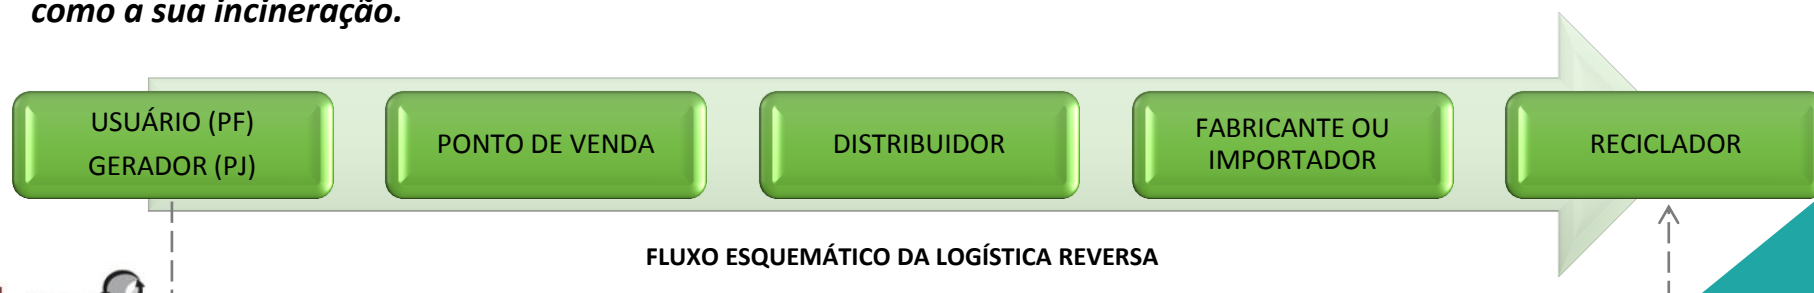 como a sua incineração.
USUÁRIO (PF)
GERADOR (PJ)
PONTO DE VENDA
DISTRIBUIDOR
FABRICANTE OU
IMPORTADOR
RECICLADOR
FLUXO ESQUEMÁTICO DA LOGÍSTICA REVERSA